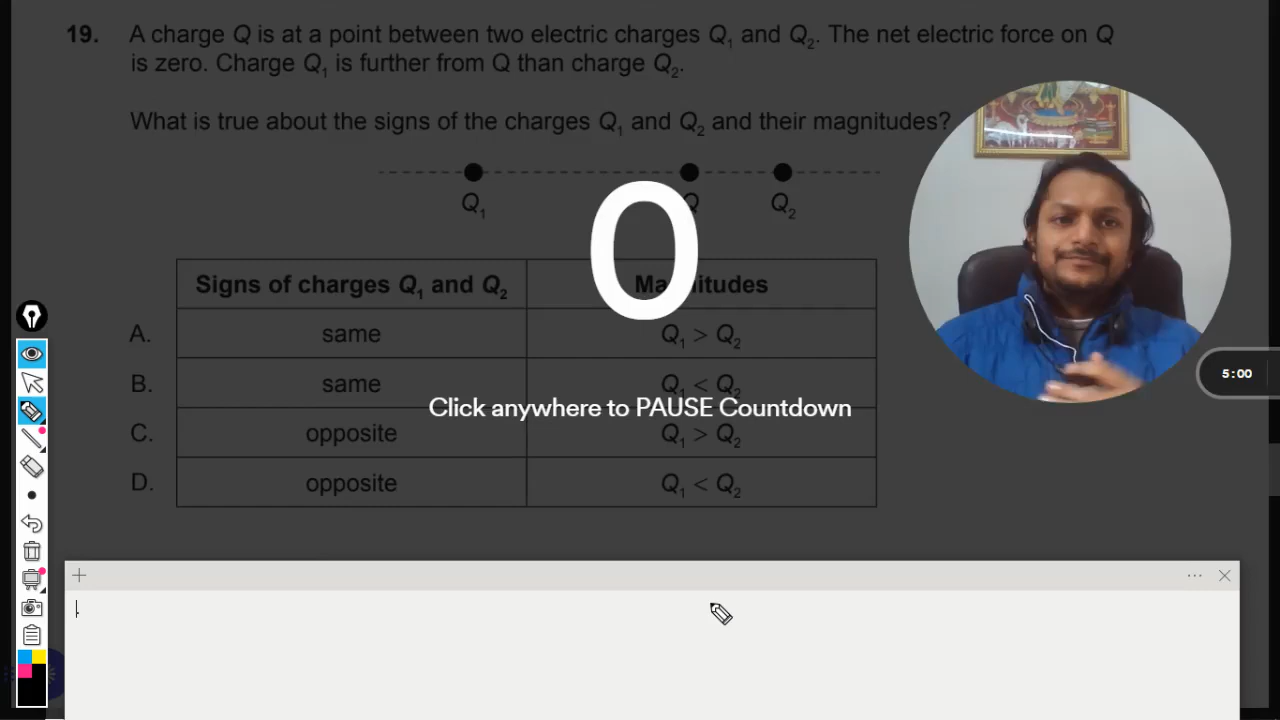 19. A charge Q is at a point between two electric charges Q₁ and Q₂. The net electric force on Q
is zero. Charge Q₁ is further from Q than charge Q₂.
What is true about the signs of the charges Q₁ and Q₂ and their magnitudes?
Q₁ Q Q₂
0
Signs of charges Q₁ and Q₂ Magnitudes
A. same Q₁ > Q₂
B. same Q₁ < Q₂
Click anywhere to PAUSE Countdown
C. opposite Q₁ > Q₂
D. opposite Q₁ < Q₂
5:00